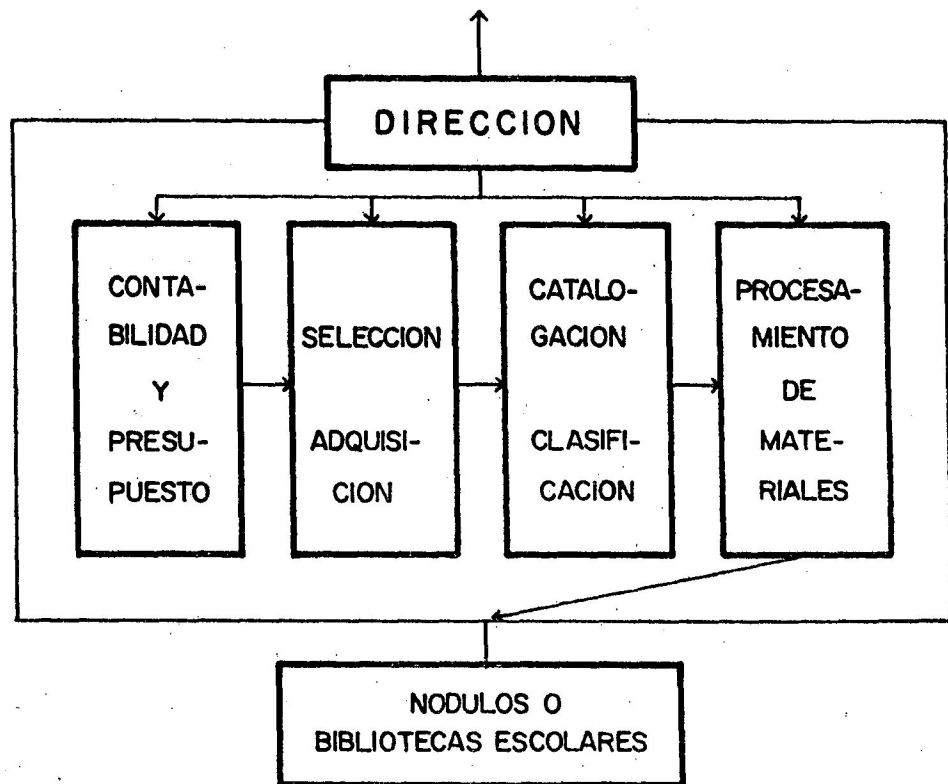 DIRECCION
CONTA-
BILIDAD
Y
PRESU-
PUESTO
SELECCION
ADQUISI-
CION
CATALO-
GACION
CLASIFI-
CACION
PROCESA-
MIENTO
DE
MATE-
RIALES
NODULOS O
BIBLIOTECAS ESCOLARES